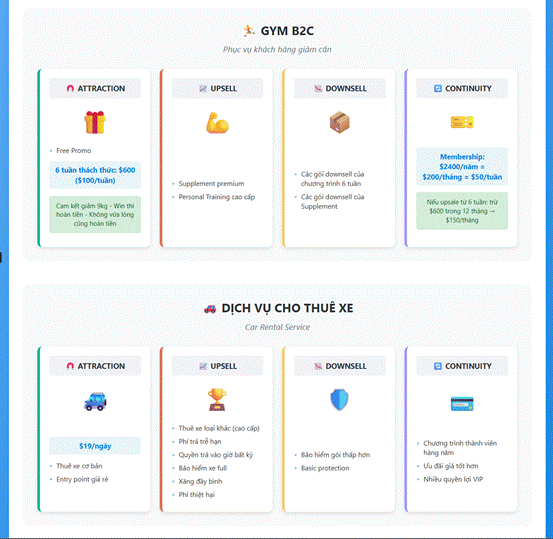 GYM B2C
Phục vụ khách hàng giảm cân
ATTRACTION
Free Promo
6 tuần thách thức: $600
($100/tuần)
Cam kết giảm 9kg - Win thì
hoàn tiền - Không vừa lòng
cũng hoàn tiền
UPSELL
Supplement premium
Personal Training cao cấp
DOWNSELL
Các gói downsell của
chương trình 6 tuần
Các gói downsell của
Supplement
CONTINUITY
Membership:
$2400/năm =
$200/tháng = $50/tuần
Nếu upsale từ 6 tuần: trừ
$600 trong 12 tháng →
$150/tháng
DỊCH VỤ CHO THUÊ XE
Car Rental Service
ATTRACTION
$19/ngày
Thuê xe cơ bản
Entry point giá rẻ
UPSELL
Thuê xe loại khác (cao cấp)
Phí trả trễ hạn
Quyền trả vào giờ bất kỳ
Bảo hiểm xe full
Xăng đầy bình
Phí thiệt hại
DOWNSELL
Bảo hiểm gói thấp hơn
Basic protection
CONTINUITY
Chương trình thành viên
hàng năm
Ưu đãi giá tốt hơn
Nhiều quyền lợi VIP